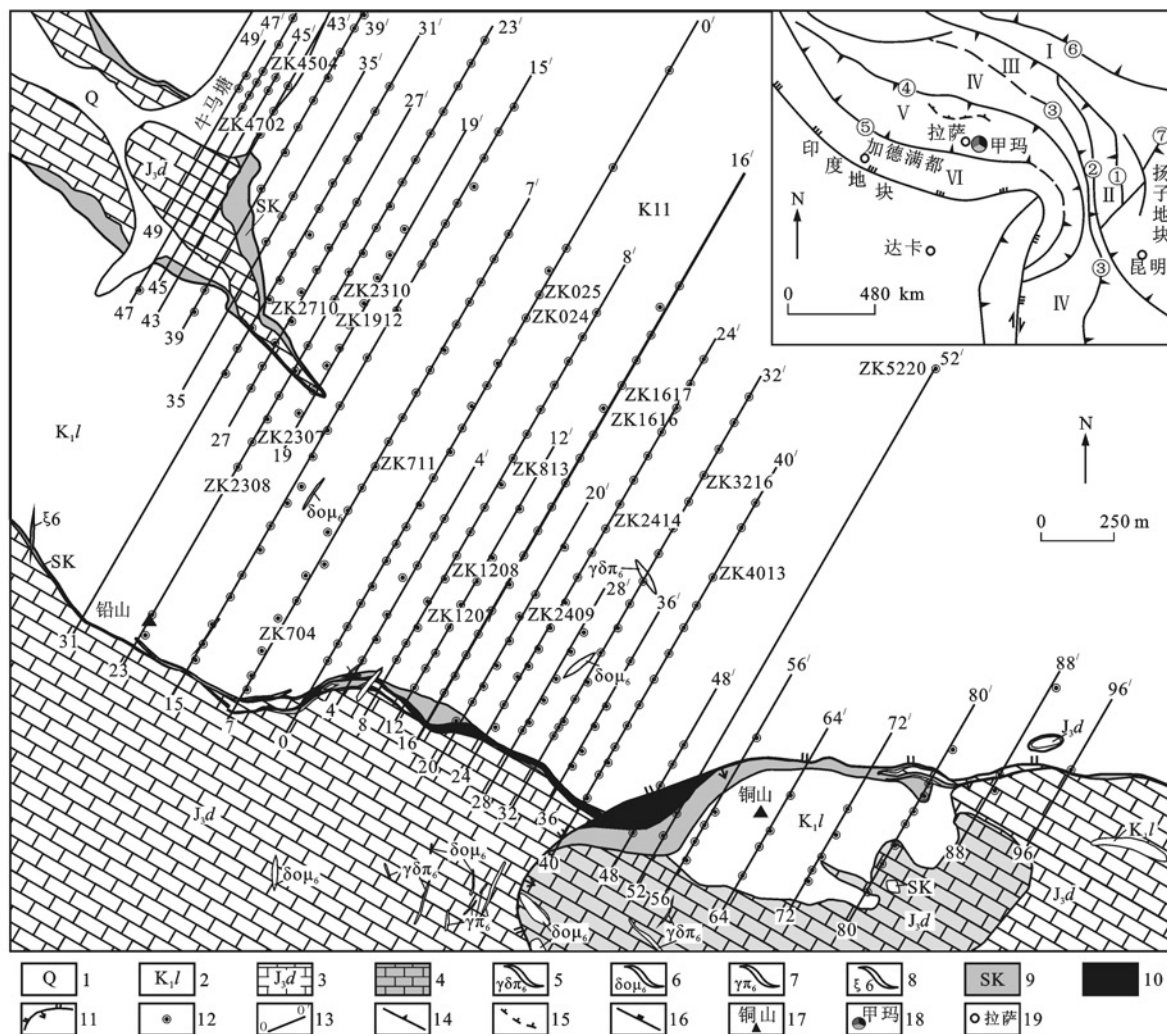 47′
49′
45′
43′
39′
31′
23′
0′
35′
27′
15′
19′
7′
16′
8′
24′
32′
52′
12′
4′
40′
20′
28′
36′
48′
56′
64′
72′
80′
88′
96′
Q
牛马塘
ZK4504
ZK4702
J₃d
SK
K11
49
45
47
43
39
35
27
ZK2710
ZK2310
ZK1912
ZK025
ZK024
ZK1617
ZK1616
ZK5220
K₁l
ZK2307
19
ZK2308
ZK711
ZK813
ZK3216
δομ₆
ZK2414
γδπ₆
ZK4013
ξ6
SK
铅山
ZK1208
ZK1207
ZK2409
ZK704
δομ₆
31
23
15
7
0
4
8
12
16
20
24
28
32
36
40
48
52
56
64
72
80
88
96
铜山
K₁l
J₃d
K₁l
J₃d
SK
J₃d
J₃d
δομ₆
γδπ₆
δομ₆
γπ₆
δομ₆
γδπ₆
N
0 250 m
Ⅰ
⑥
Ⅲ
Ⅳ
④
Ⅴ
③
⑦
⑤
拉萨
甲玛
加德满都
Ⅵ
②
①
Ⅱ
印度地块
扬子地块
N
达卡
昆明
③
0 480 km
Ⅳ
Q 1
K₁l 2
J₃d 3
4
γδπ₆ 5
δομ₆ 6
γπ₆ 7
ξ6 8
SK 9
10
11
12
0 0 13
14
15
16
铜山 17
甲玛 18
拉萨 19